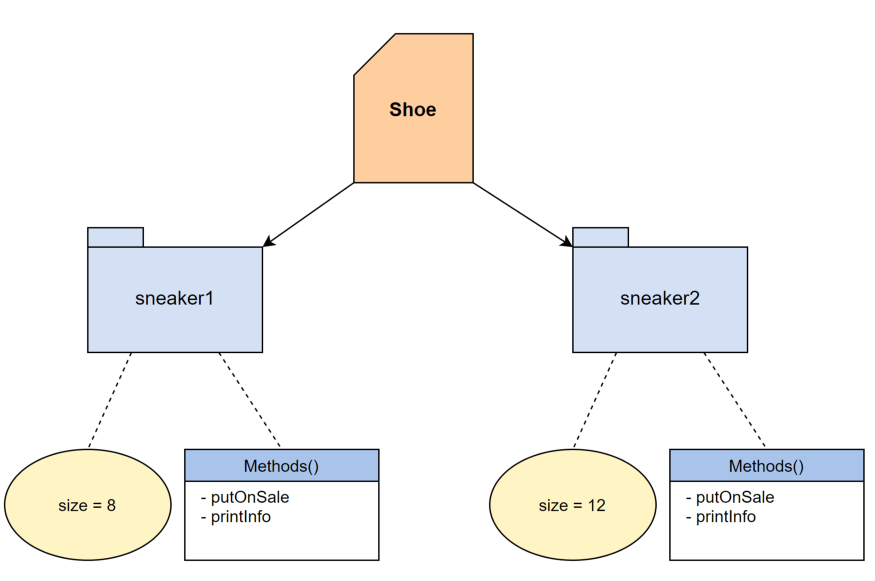 Shoe
sneaker1
sneaker2
size = 8
Methods()
- putOnSale
- printInfo
size = 12
Methods()
- putOnSale
- printInfo